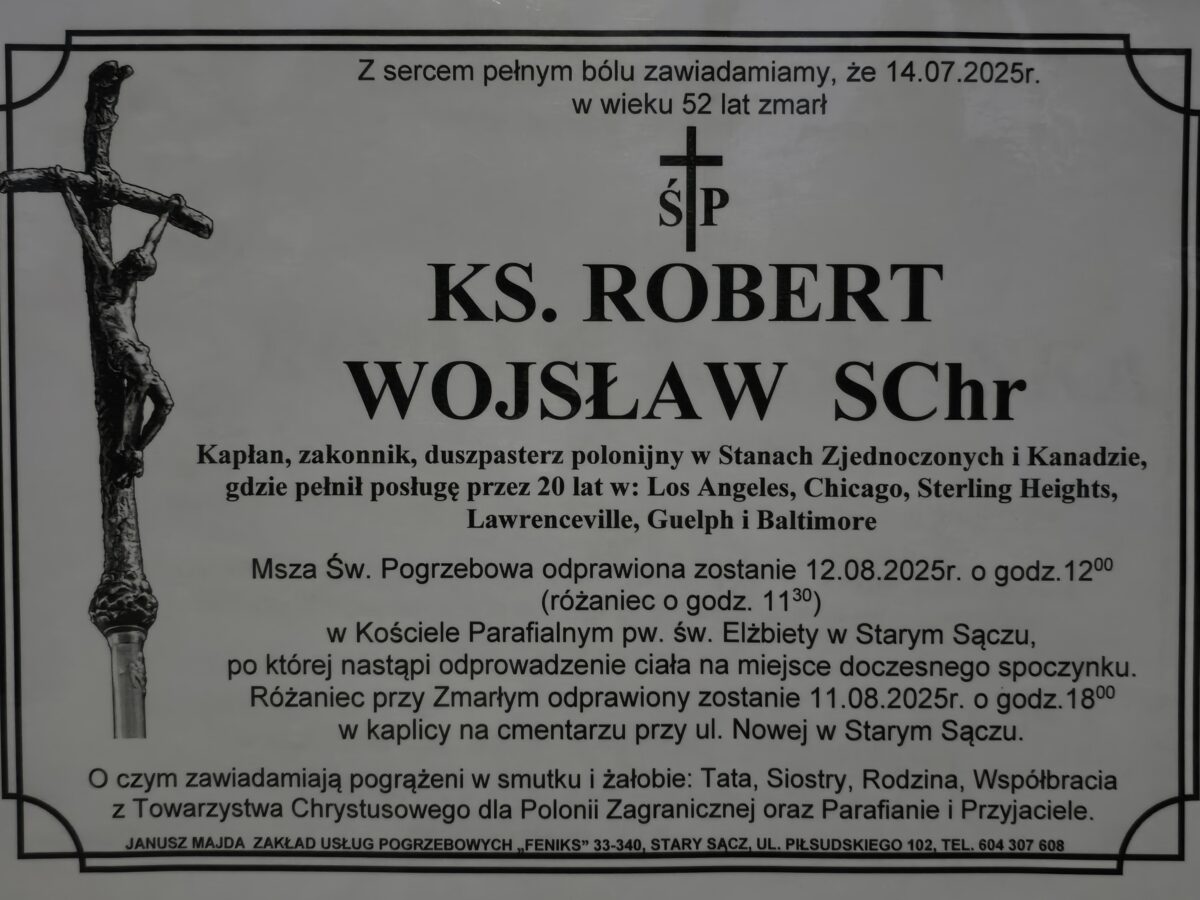 Z sercem pełnym bólu zawiadamiamy, że 14.07.2025r.
w wieku 52 lat zmarł
Ś P
KS. ROBERT
WOJSŁAW SChr
Kapłan, zakonnik, duszpasterz polonijny w Stanach Zjednoczonych i Kanadzie,
gdzie pełnił posługę przez 20 lat w: Los Angeles, Chicago, Sterling Heights,
Lawrenceville, Guelph i Baltimore
Msza Św. Pogrzebowa odprawiona zostanie 12.08.2025r. o godz.12⁰⁰
(różaniec o godz. 11³⁰)
w Kościele Parafialnym pw. św. Elżbiety w Starym Sączu,
po której nastąpi odprowadzenie ciała na miejsce doczesnego spoczynku.
Różaniec przy Zmarłym odprawiony zostanie 11.08.2025r. o godz.18⁰⁰
w kaplicy na cmentarzu przy ul. Nowej w Starym Sączu.
O czym zawiadamiają pogrążeni w smutku i żałobie: Tata, Siostry, Rodzina, Współbracia
z Towarzystwa Chrystusowego dla Polonii Zagranicznej oraz Parafianie i Przyjaciele.
JANUSZ MAJDA ZAKŁAD USŁUG POGRZEBOWYCH „FENIKS” 33-340, STARY SĄCZ, UL. PIŁSUDSKIEGO 102, TEL. 604 307 608